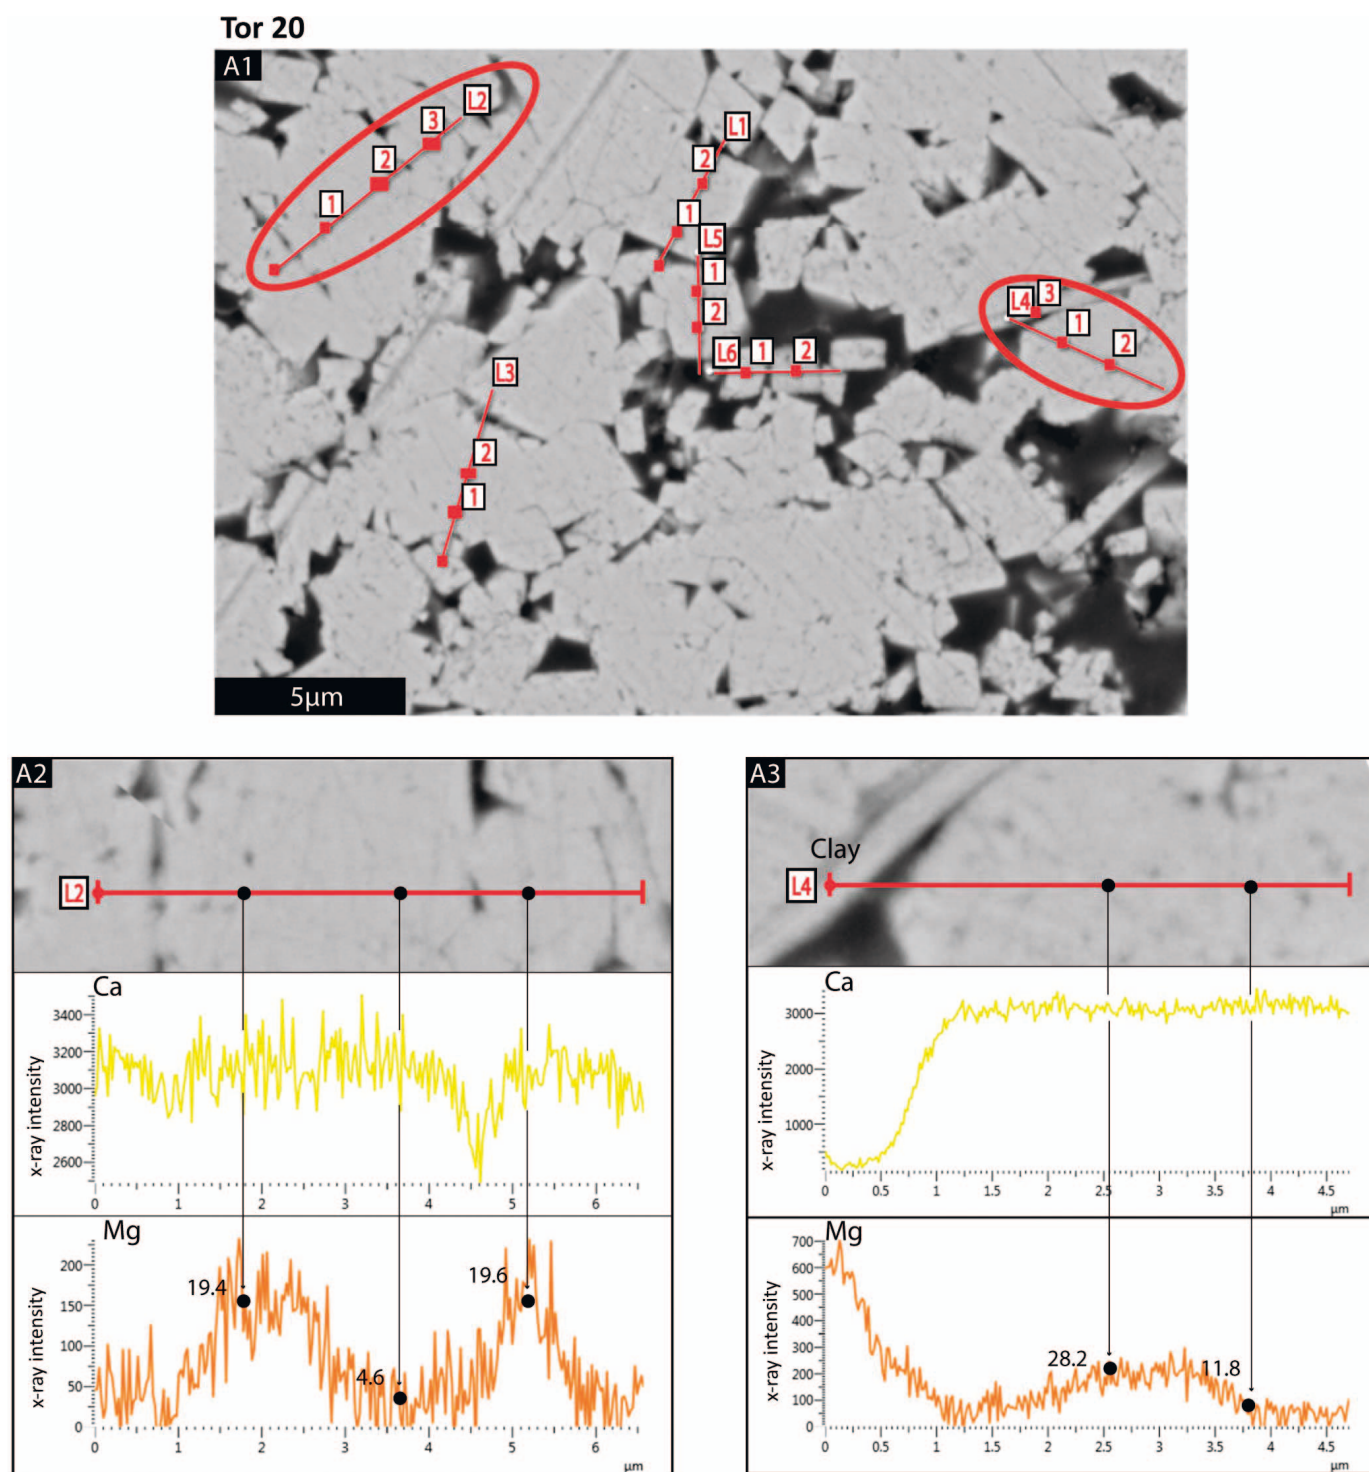 Tor 20
A1
L2
3
2
1
L1
2
1
L5
1
2
L6 1 2
L4 3
1
2
L3
2
1
5μm
A2
L2
Ca
x-ray intensity
3400
3200
3000
2800
2600
0 1 2 3 4 5 6
Mg
x-ray intensity
200
150
100
50
0
19.4
4.6
19.6
0 1 2 3 4 5 6
μm
A3
Clay
L4
Ca
x-ray intensity
3000
2000
1000
0 0.5 1 1.5 2 2.5 3 3.5 4 4.5
μm
Mg
x-ray intensity
700
600
500
400
300
200
100
0
28.2
11.8
0 0.5 1 1.5 2 2.5 3 3.5 4 4.5
μm